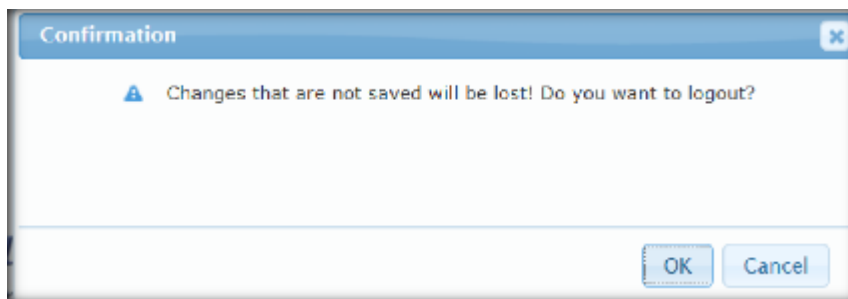 Confirmation
Changes that are not saved will be lost! Do you want to logout?
OK
Cancel